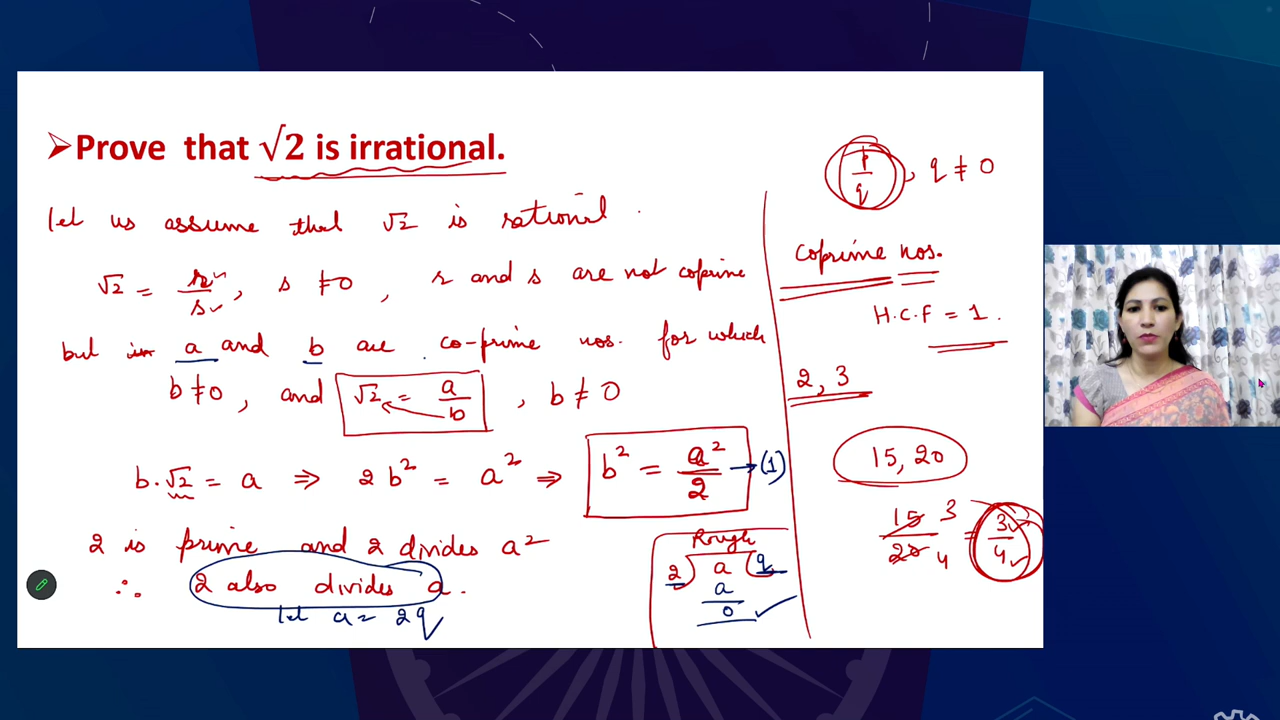 ➢Prove that √2 is irrational.
let us assume that √2 is rational.
√2 = r/s, s ≠ 0, r and s are not coprime
but a and b are co-prime nos. for which
b ≠ 0, and √2 = a/b, b ≠ 0
b.√2 = a ⇒ 2b² = a² ⇒ b² = a²/2 → (1)
2 is prime and 2 divides a²
∴ 2 also divides a.
let a = 2q
Rough
2) a (q
a
0
p/q, q ≠ 0
coprime nos.
H.C.F = 1.
2, 3
15, 20
15/20 3/4 = 3/4